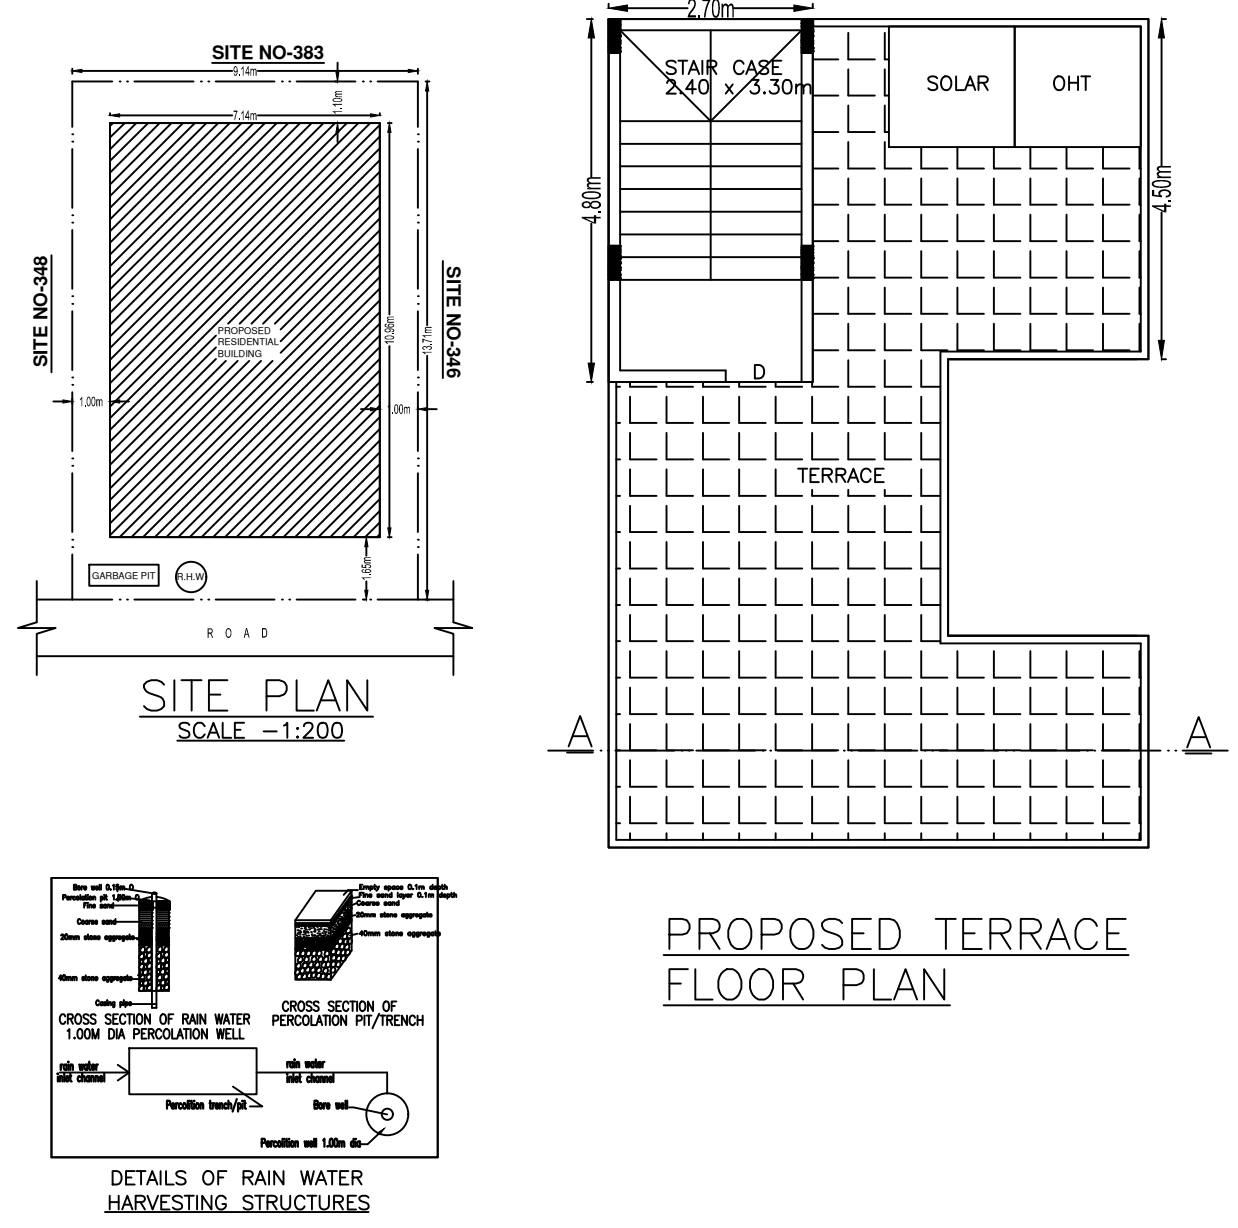 SITE NO-383
9.14m
1.10m
7.14m
SITE NO-348
SITE NO-346
PROPOSED
RESIDENTIAL
BUILDING
10.96m
13.71m
1.00m
1.00m
1.65m
GARBAGE PIT
R.H.W
R O A D
SITE PLAN
SCALE -1:200
2.70m
STAIR CASE
2.40 x 3.30m
SOLAR
OHT
4.80m
4.50m
D
TERRACE
A
A
PROPOSED TERRACE
FLOOR PLAN
Bore well 0.15m
Percolation pit 1.00m
Fine sand
Coarse sand
20mm stone aggregate
40mm stone aggregate
Casing pipe
CROSS SECTION OF RAIN WATER
1.00M DIA PERCOLATION WELL
Empty space 0.1m depth
Fine sand layer 0.1m depth
Coarse sand
20mm stone aggregate
40mm stone aggregate
CROSS SECTION OF
PERCOLATION PIT/TRENCH
rain water
inlet channel
rain water
inlet channel
Percolition trench/pit
Bore well
Percolition well 1.00m dia
DETAILS OF RAIN WATER
HARVESTING STRUCTURES